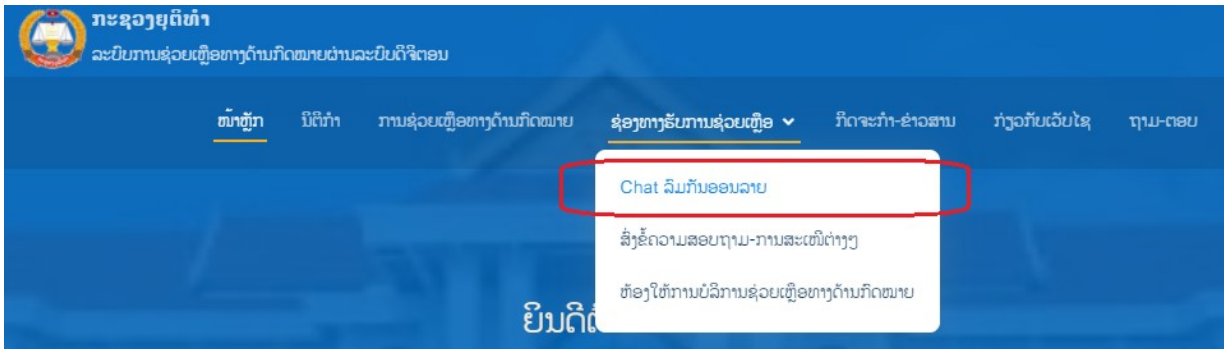 ກະຊວງຍຸຕິທຳ
ລະບົບການຊ່ວຍເຫຼືອທາງດ້ານກົດໝາຍຜ່ານລະບົບດິຈິຕອນ
ໜ້າຫຼັກ ນິຕິກຳ ການຊ່ວຍເຫຼືອທາງດ້ານກົດໝາຍ ຊ່ອງທາງຮັບການຊ່ວຍເຫຼືອ ກິດຈະກຳ-ຂ່າວສານ ກ່ຽວກັບເວັບໄຊ ຖາມ-ຕອບ
Chat ລົມກັນອອນລາຍ
ສົ່ງຂໍ້ຄວາມສອບຖາມ-ການສະເໜີຕ່າງໆ
ຫ້ອງໃຫ້ການບໍລິການຊ່ວຍເຫຼືອທາງດ້ານກົດໝາຍ
ຍິນດີຕ້